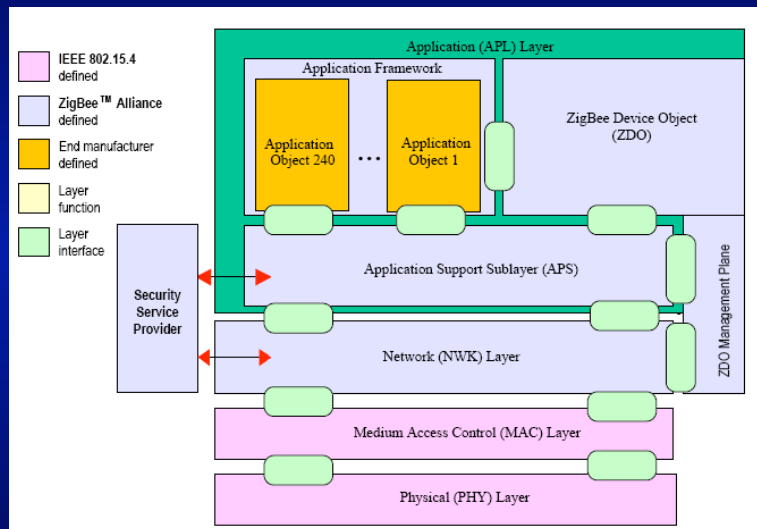 IEEE 802.15.4
defined
ZigBee™ Alliance
defined
End manufacturer
defined
Layer
function
Layer
interface
Application (APL) Layer
Application Framework
Application
Object 240
...
Application
Object 1
ZigBee Device Object
(ZDO)
Application Support Sublayer (APS)
Security
Service
Provider
ZDO Management Plane
Network (NWK) Layer
Medium Access Control (MAC) Layer
Physical (PHY) Layer